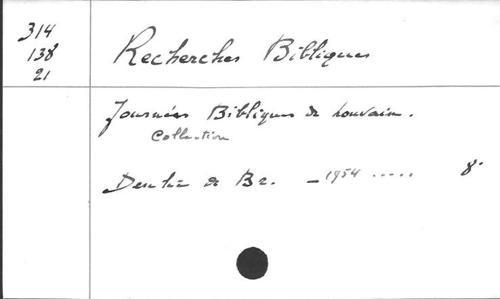 314
138
21
Recherches Bibliques
Journées Bibliques de Louvain.
Collection
Desclée de Br. — 1954 ..... 8°